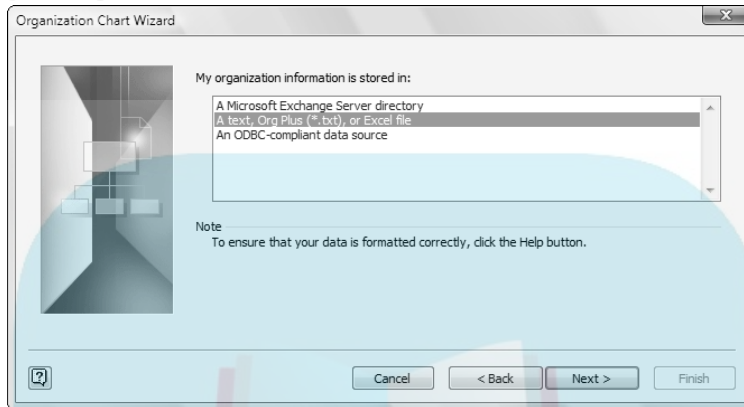 Organization Chart Wizard
My organization information is stored in:
A Microsoft Exchange Server directory
A text, Org Plus (*.txt), or Excel file
An ODBC-compliant data source
Note
To ensure that your data is formatted correctly, click the Help button.
Cancel
< Back
Next >
Finish